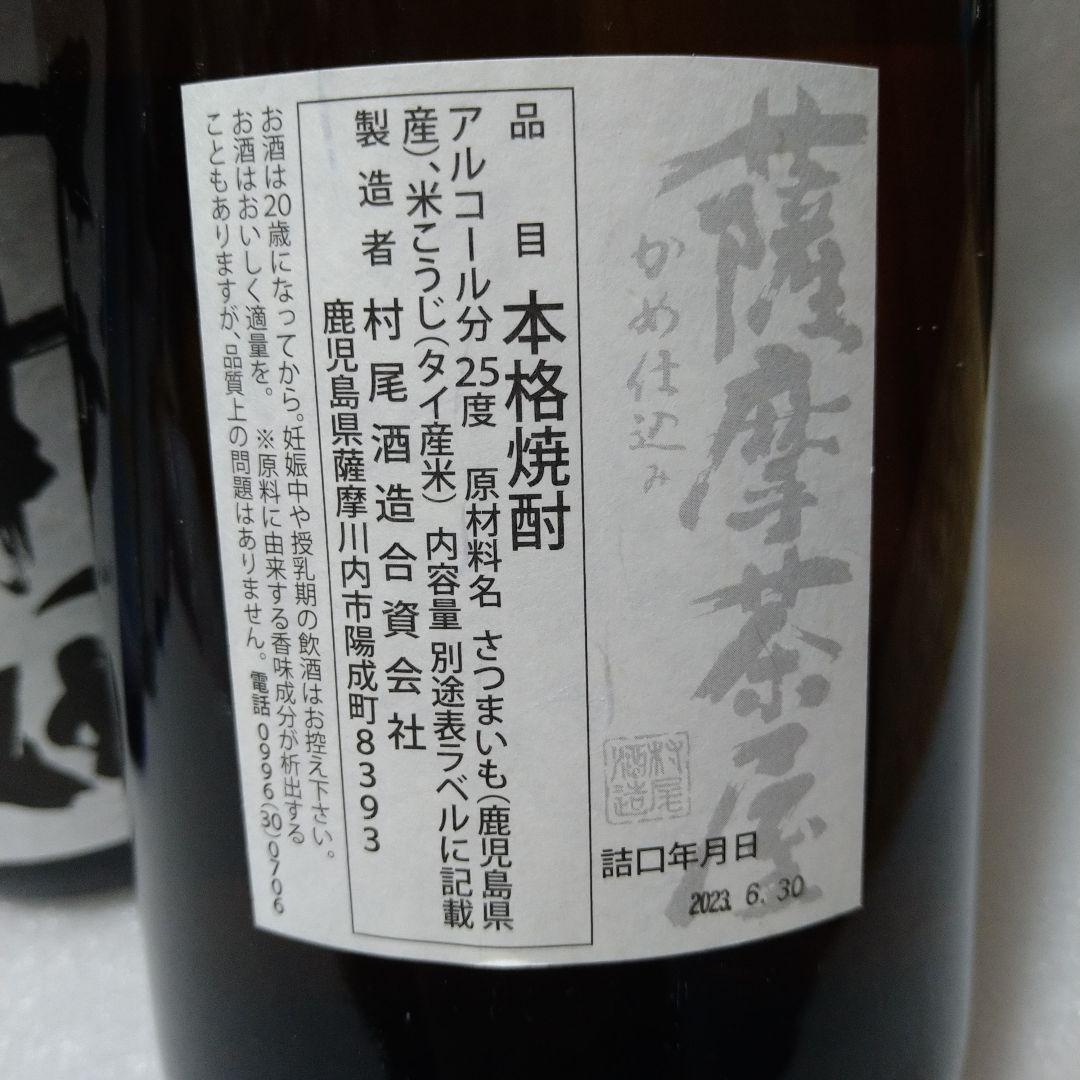 薩摩茶屋
かめ仕込み
村尾
酒造
詰口年月日
2023. 6. 30
品目 本格焼酎
アルコール分 25度 原材料名 さつまいも(鹿児島県
産)、米こうじ(タイ産米) 内容量 別途表ラベルに記載
製造者 村尾酒造合資会社
鹿児島県薩摩川内市陽成町8393
お酒は20歳になってから。妊娠中や授乳期の飲酒はお控え下さい。
お酒はおいしく適量を。 ※原料に由来する香味成分が析出する
こともありますが、品質上の問題はありません。電話 0996(30)0706